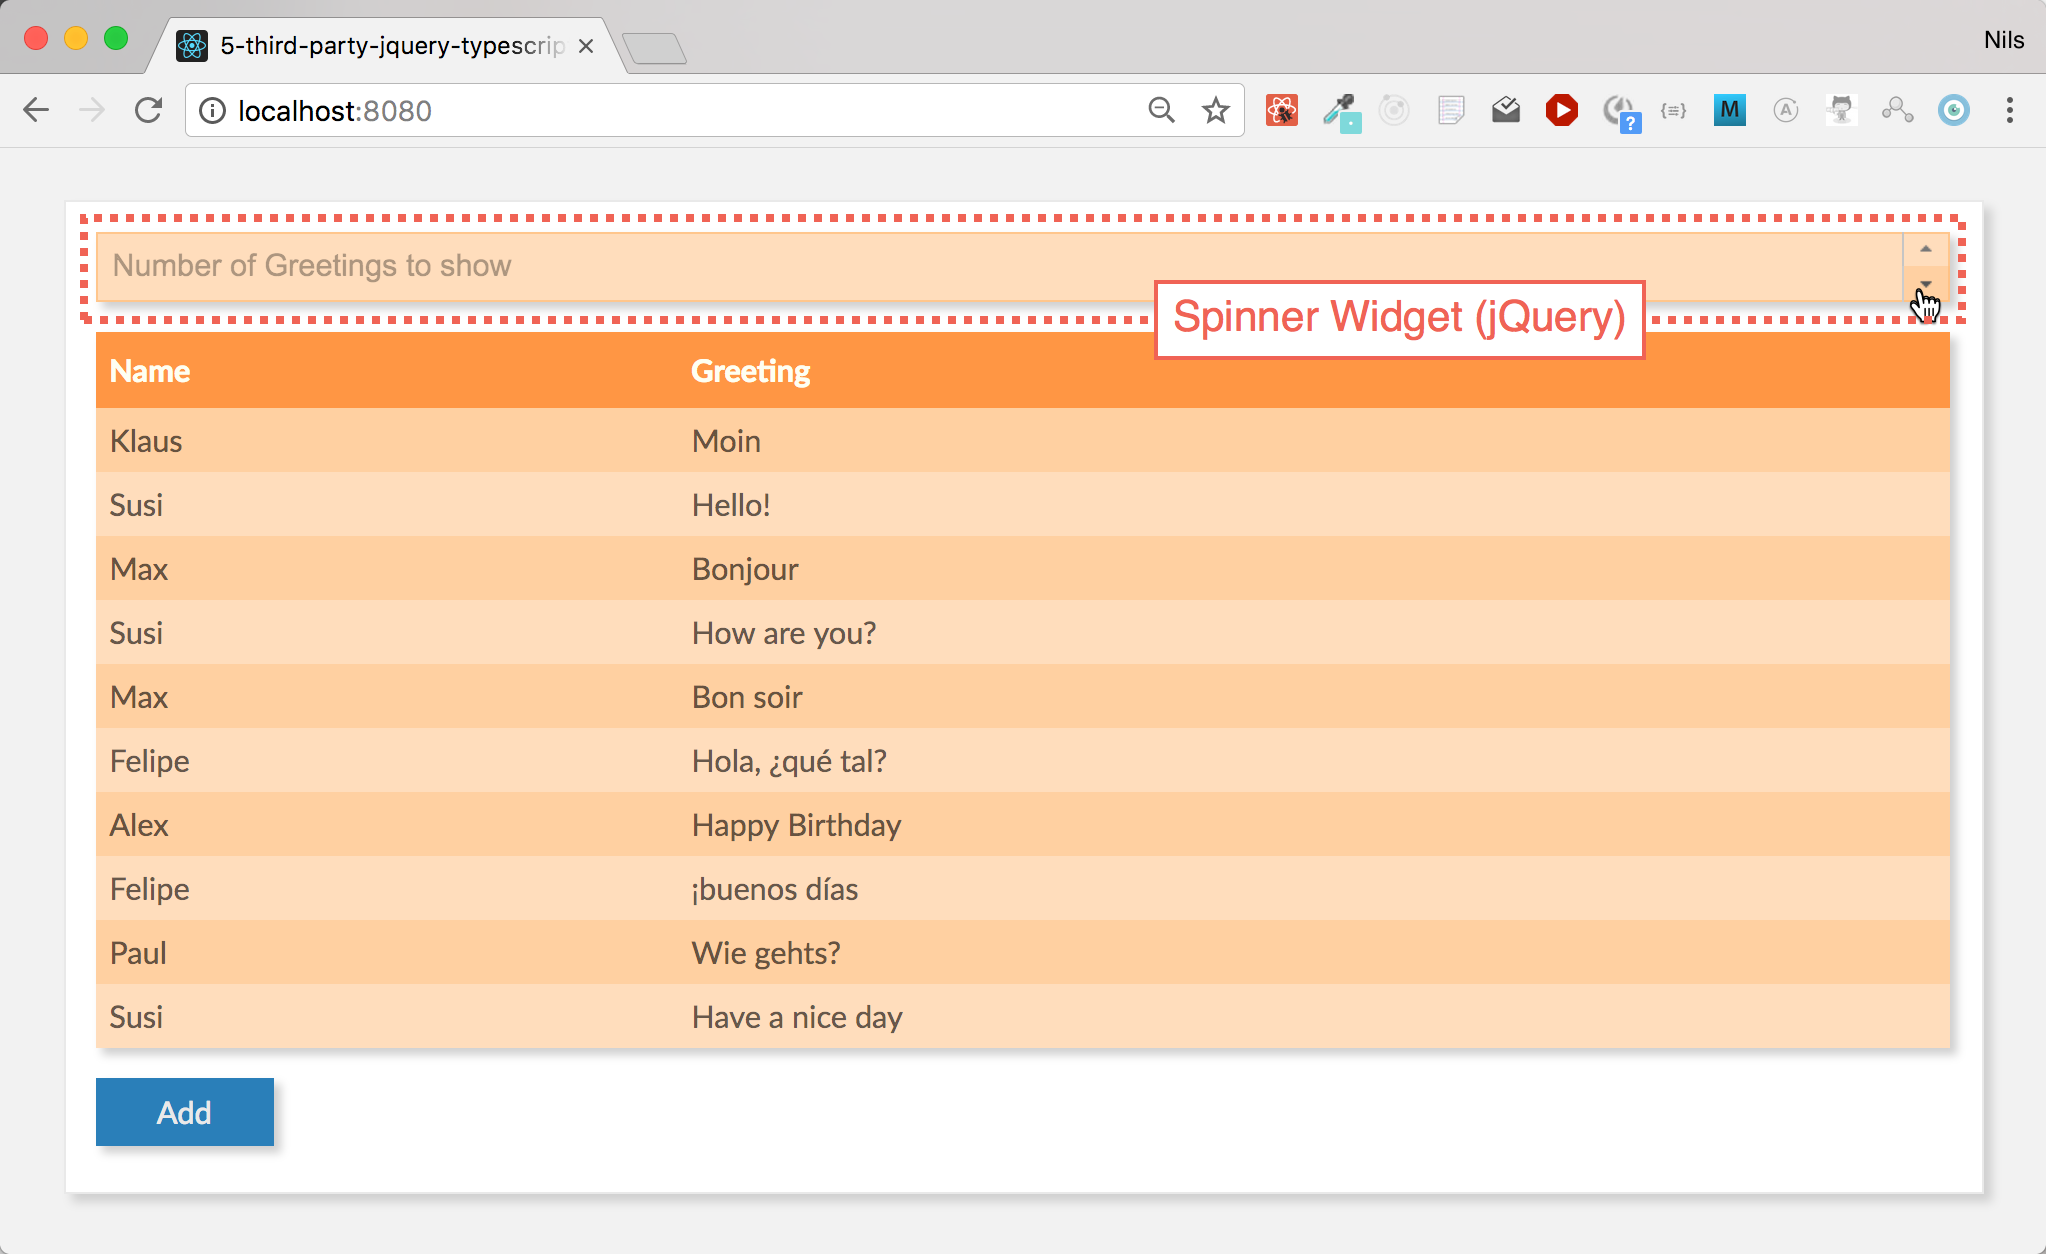 5-third-party-jquery-typescrip
Nils
localhost:8080
Number of Greetings to show
Spinner Widget (jQuery)
Name Greeting
Klaus Moin
Susi Hello!
Max Bonjour
Susi How are you?
Max Bon soir
Felipe Hola, ¿qué tal?
Alex Happy Birthday
Felipe ¡buenos días
Paul Wie gehts?
Susi Have a nice day
Add